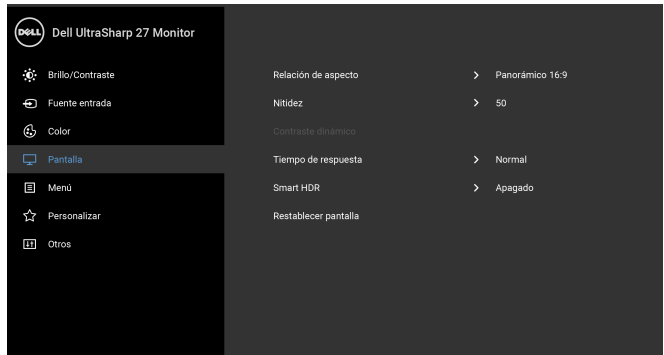 DELL Dell UltraSharp 27 Monitor
Brillo/Contraste
Fuente entrada
Color
Pantalla
Menú
Personalizar
Otros
Relación de aspecto > Panorámico 16:9
Nitidez > 50
Contraste dinámico
Tiempo de respuesta > Normal
Smart HDR > Apagado
Restablecer pantalla